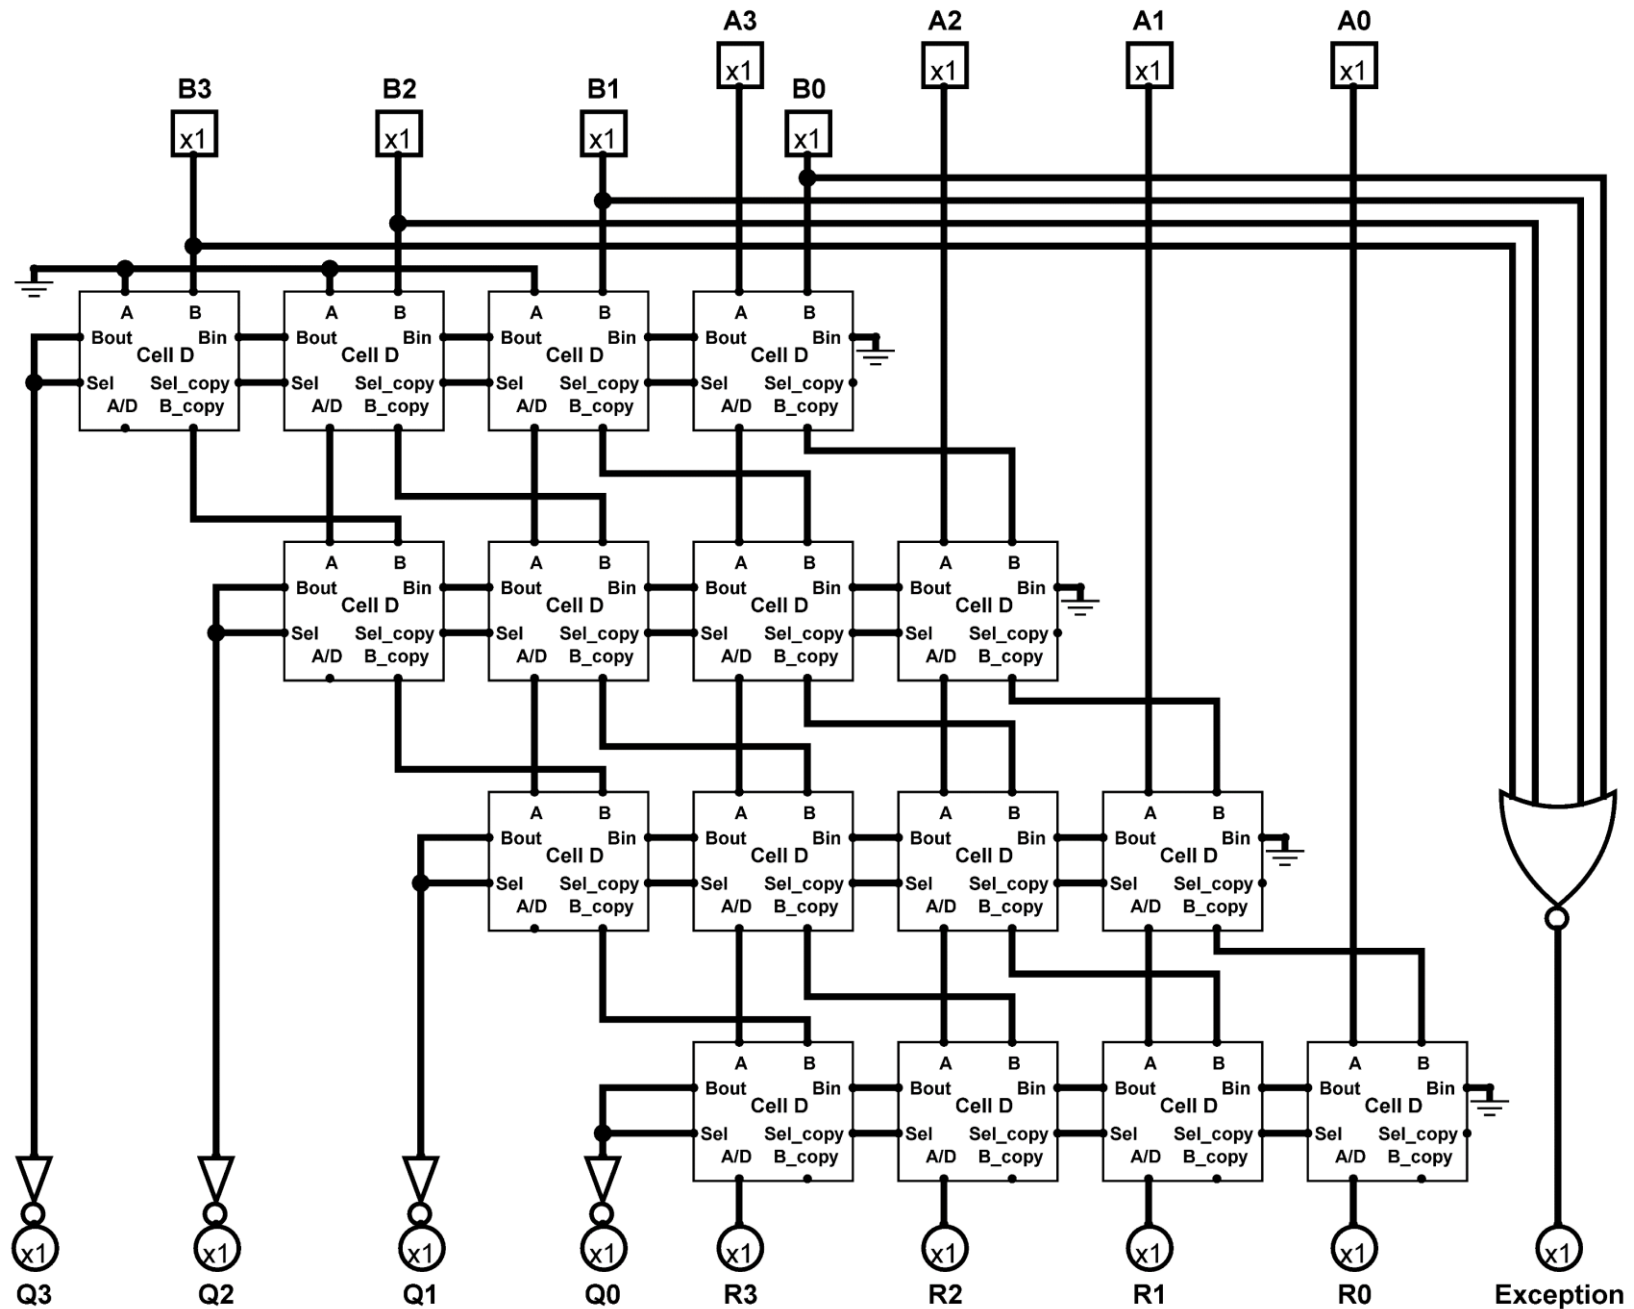 A3 A2 A1 A0
x1 x1 x1 x1
B3 B2 B1 B0
x1 x1 x1 x1
A B A B A B A B
Bout Bin Bout Bin Bout Bin Bout Bin
Cell D Cell D Cell D Cell D
Sel Sel_copy Sel Sel_copy Sel Sel_copy Sel Sel_copy
A/D B_copy A/D B_copy A/D B_copy A/D B_copy
A B A B A B A B
Bout Bin Bout Bin Bout Bin Bout Bin
Cell D Cell D Cell D Cell D
Sel Sel_copy Sel Sel_copy Sel Sel_copy Sel Sel_copy
A/D B_copy A/D B_copy A/D B_copy A/D B_copy
A B A B A B A B
Bout Bin Bout Bin Bout Bin Bout Bin
Cell D Cell D Cell D Cell D
Sel Sel_copy Sel Sel_copy Sel Sel_copy Sel Sel_copy
A/D B_copy A/D B_copy A/D B_copy A/D B_copy
A B A B A B A B
Bout Bin Bout Bin Bout Bin Bout Bin
Cell D Cell D Cell D Cell D
Sel Sel_copy Sel Sel_copy Sel Sel_copy Sel Sel_copy
A/D B_copy A/D B_copy A/D B_copy A/D B_copy
x1 x1 x1 x1 x1 x1 x1 x1 x1
Q3 Q2 Q1 Q0 R3 R2 R1 R0 Exception